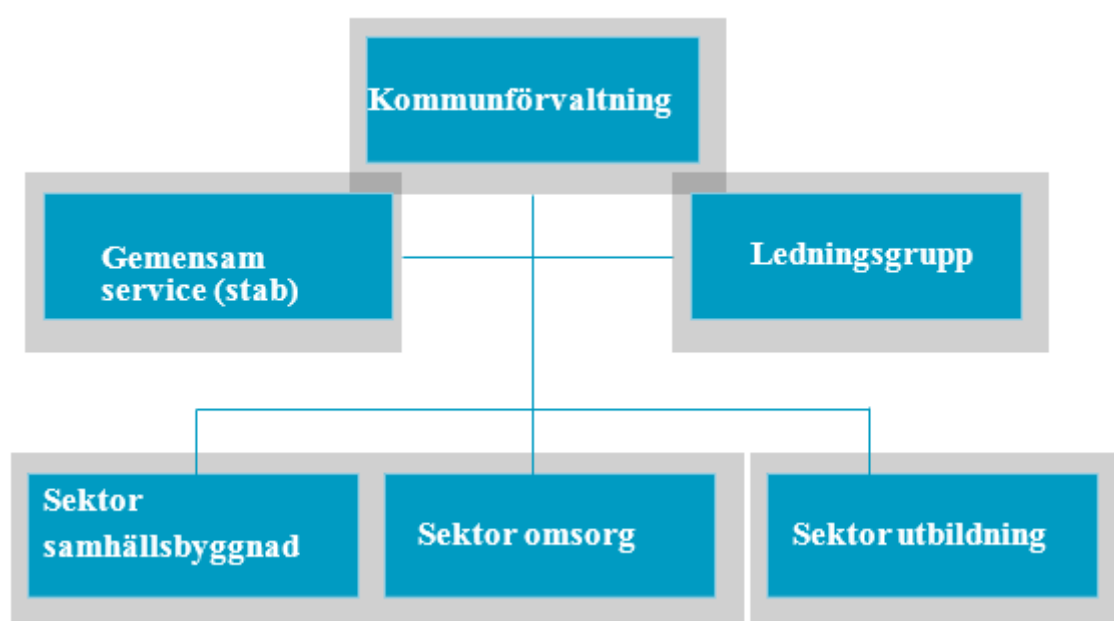 Kommunförvaltning
Gemensam
service (stab)
Ledningsgrupp
Sektor
samhällsbyggnad
Sektor omsorg
Sektor utbildning